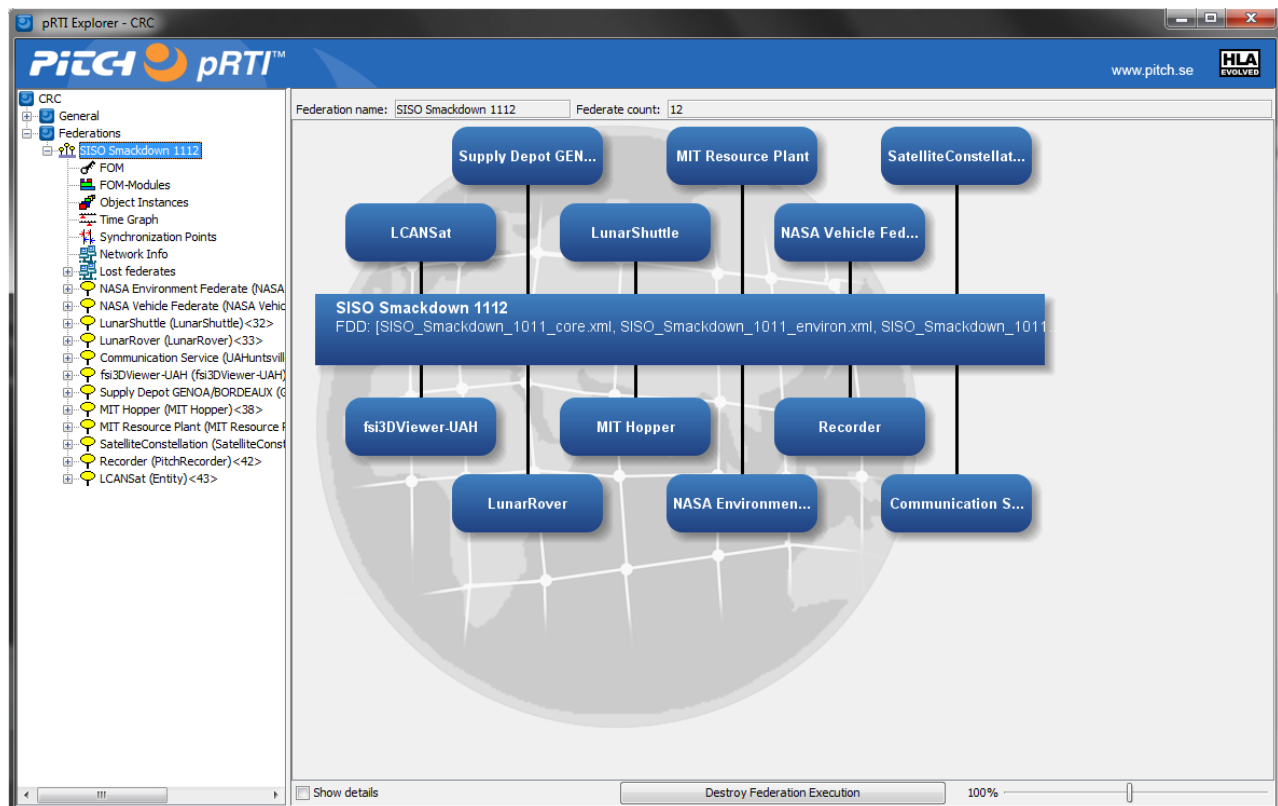 pRTI Explorer - CRC
PITCH pRTI™
www.pitch.se
HLA
EVOLVED
CRC
General
Federations
SISO Smackdown 1112
FOM
FOM-Modules
Object Instances
Time Graph
Synchronization Points
Network Info
Lost federates
NASA Environment Federate (NASA
NASA Vehicle Federate (NASA Vehic
LunarShuttle (LunarShuttle)<32>
LunarRover (LunarRover)<33>
Communication Service (UAHuntsvill
fsi3DViewer-UAH (fsi3DViewer-UAH)
Supply Depot GENOA/BORDEAUX (G
MIT Hopper (MIT Hopper)<38>
MIT Resource Plant (MIT Resource P
SatelliteConstellation (SatelliteConst
Recorder (PitchRecorder)<42>
LCANSat (Entity)<43>
Federation name: SISO Smackdown 1112 Federate count: 12
Supply Depot GEN... MIT Resource Plant SatelliteConstellat...
LCANSat LunarShuttle NASA Vehicle Fed...
SISO Smackdown 1112
FDD: [SISO_Smackdown_1011_core.xml, SISO_Smackdown_1011_environ.xml, SISO_Smackdown_1011...
fsi3DViewer-UAH MIT Hopper Recorder
LunarRover NASA Environmen... Communication S...
Show details Destroy Federation Execution 100%